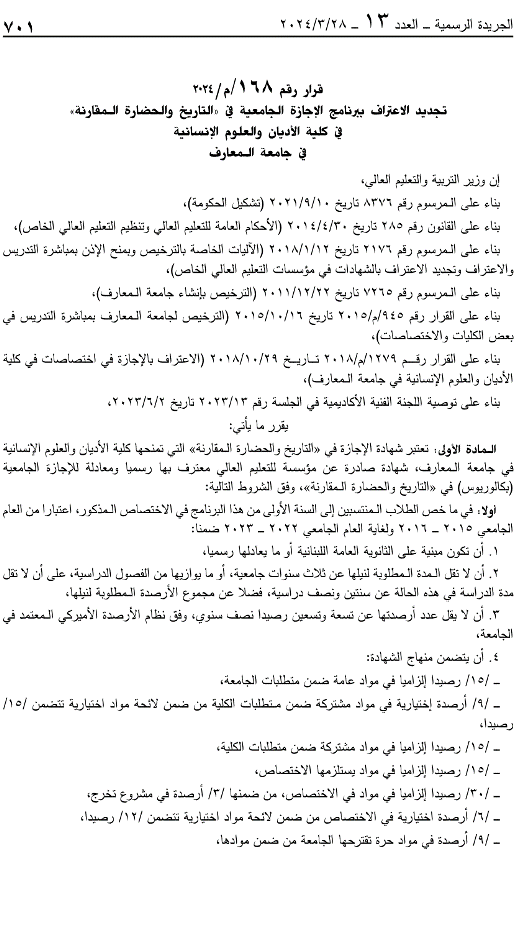 الجريدة الرسمية ــ العدد ١٣ ــ ٢٠٢٤/٣/٢٨
٧٠١
قرار رقم ١٦٨/م/٢٠٢٤
تجديد الاعتراف ببرنامج الإجازة الجامعية في «التاريخ والحضارة المقارنة»
في كلية الأديان والعلوم الإنسانية
في جامعة المعارف
إن وزير التربية والتعليم العالي،
بناء على المرسوم رقم ٨٣٧٦ تاريخ ٢٠٢١/٩/١٠ (تشكيل الحكومة)،
بناء على القانون رقم ٢٨٥ تاريخ ٢٠١٤/٤/٣٠ (الأحكام العامة للتعليم العالي وتنظيم التعليم العالي الخاص)،
بناء على المرسوم رقم ٢١٧٦ تاريخ ٢٠١٨/١/١٢ (الآليات الخاصة بالترخيص وبمنح الإذن بمباشرة التدريس
والاعتراف وتجديد الاعتراف بالشهادات في مؤسسات التعليم العالي الخاص)،
بناء على المرسوم رقم ٧٢٦٥ تاريخ ٢٠١١/١٢/٢٢ (الترخيص بإنشاء جامعة المعارف)،
بناء على القرار رقم ٩٤٥/م/٢٠١٥ تاريخ ٢٠١٥/١٠/١٦ (الترخيص لجامعة المعارف بمباشرة التدريس في
بعض الكليات والاختصاصات)،
بناء على القرار رقم ١٢٧٩/م/٢٠١٨ تاريخ ٢٠١٨/١٠/٢٩ (الاعتراف بالإجازة في اختصاصات في كلية
الأديان والعلوم الإنسانية في جامعة المعارف)،
بناء على توصية اللجنة الفنية الأكاديمية في الجلسة رقم ٢٠٢٣/١٣ تاريخ ٢٠٢٣/٦/٢،
يقرر ما يأتي:
المادة الأولى: تعتبر شهادة الإجازة في «التاريخ والحضارة المقارنة» التي تمنحها كلية الأديان والعلوم الإنسانية
في جامعة المعارف، شهادة صادرة عن مؤسسة للتعليم العالي معترف بها رسميا ومعادلة للإجازة الجامعية
(بكالوريوس) في «التاريخ والحضارة المقارنة»، وفق الشروط التالية:
اولا: في ما خص الطلاب المنتسبين إلى السنة الأولى من هذا البرنامج في الاختصاص المذكور، اعتبارا من العام
الجامعي ٢٠١٥ ــ ٢٠١٦ ولغاية العام الجامعي ٢٠٢٢ ــ ٢٠٢٣ ضمنا:
١. أن تكون مبنية على الثانوية العامة اللبنانية أو ما يعادلها رسميا،
٢. أن لا تقل المدة المطلوبة لنيلها عن ثلاث سنوات جامعية، أو ما يوازيها من الفصول الدراسية، على أن لا تقل
مدة الدراسة في هذه الحالة عن سنتين ونصف دراسية، فضلا عن مجموع الأرصدة المطلوبة لنيلها،
٣. أن لا يقل عدد أرصدتها عن تسعة وتسعين رصيدا نصف سنوي، وفق نظام الأرصدة الأميركي المعتمد في
الجامعة،
٤. أن يتضمن منهاج الشهادة:
ــ /١٥/ رصيدا إلزاميا في مواد عامة ضمن متطلبات الجامعة،
ــ /٩/ أرصدة إختيارية في مواد مشتركة ضمن متطلبات الكلية من ضمن لائحة مواد اختيارية تتضمن /١٥/
رصيدا،
ــ /١٥/ رصيدا إلزاميا في مواد مشتركة ضمن متطلبات الكلية،
ــ /١٥/ رصيدا إلزاميا في مواد يستلزمها الاختصاص،
ــ /٣٠/ رصيدا إلزاميا في مواد في الاختصاص، من ضمنها /٣/ أرصدة في مشروع تخرج،
ــ /٦/ أرصدة اختيارية في الاختصاص من ضمن لائحة مواد اختيارية تتضمن /١٢/ رصيدا،
ــ /٩/ أرصدة في مواد حرة تقترحها الجامعة من ضمن موادها،